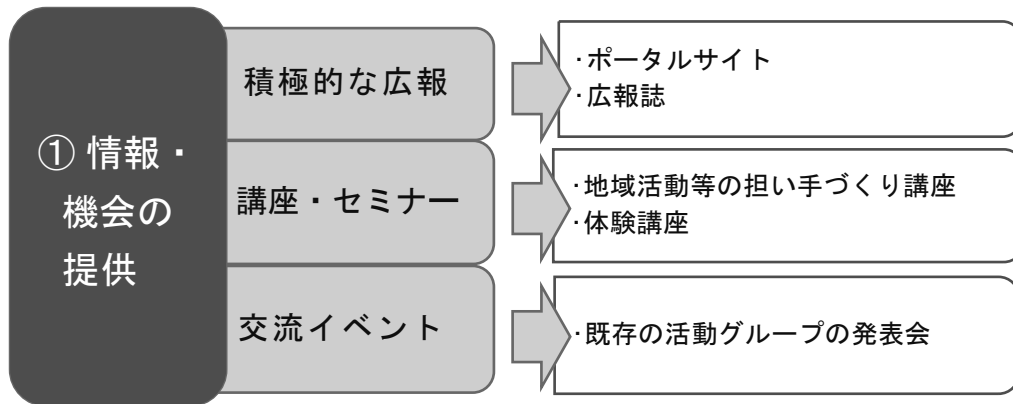 ① 情報・
機会の
提供
積極的な広報
・ポータルサイト
・広報誌
講座・セミナー
・地域活動等の担い手づくり講座
・体験講座
交流イベント
・既存の活動グループの発表会